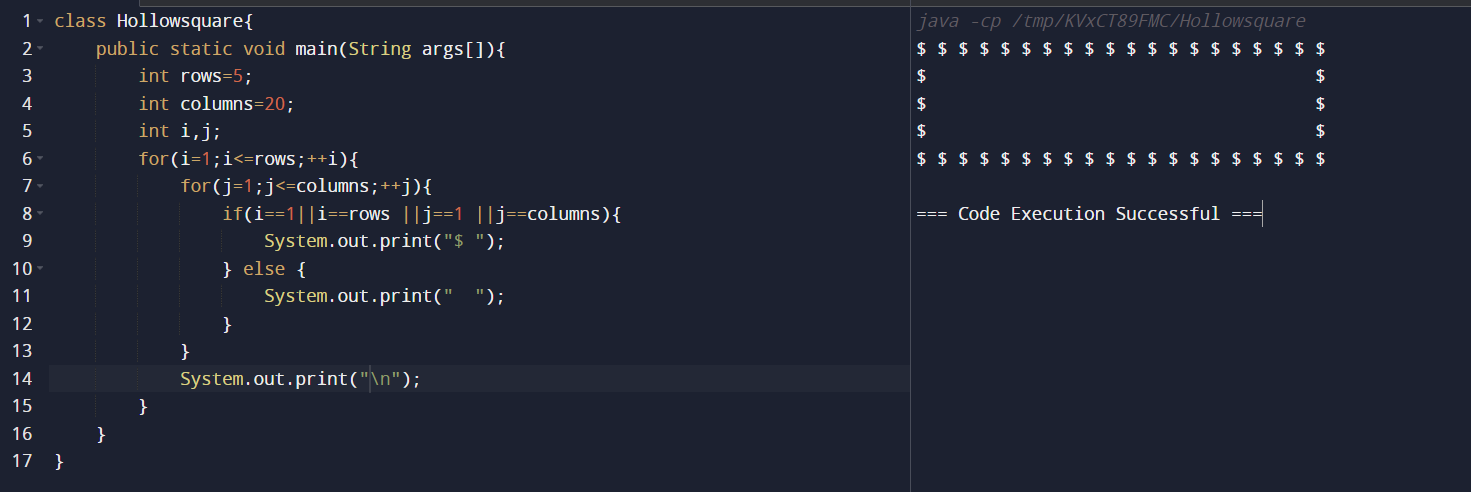 1 class Hollowsquare{
2     public static void main(String args[]){
3         int rows=5;
4         int columns=20;
5         int i,j;
6         for(i=1;i<=rows;++i){
7             for(j=1;j<=columns;++j){
8                 if(i==1||i==rows ||j==1 ||j==columns){
9                     System.out.print("$ ");
10                 } else {
11                     System.out.print("  ");
12                 }
13             }
14             System.out.print("\n");
15         }
16     }
17 }
java -cp /tmp/KVxCT89FMC/Hollowsquare
$ $ $ $ $ $ $ $ $ $ $ $ $ $ $ $ $ $ $ $
$                                     $
$                                     $
$                                     $
$ $ $ $ $ $ $ $ $ $ $ $ $ $ $ $ $ $ $ $
=== Code Execution Successful ===